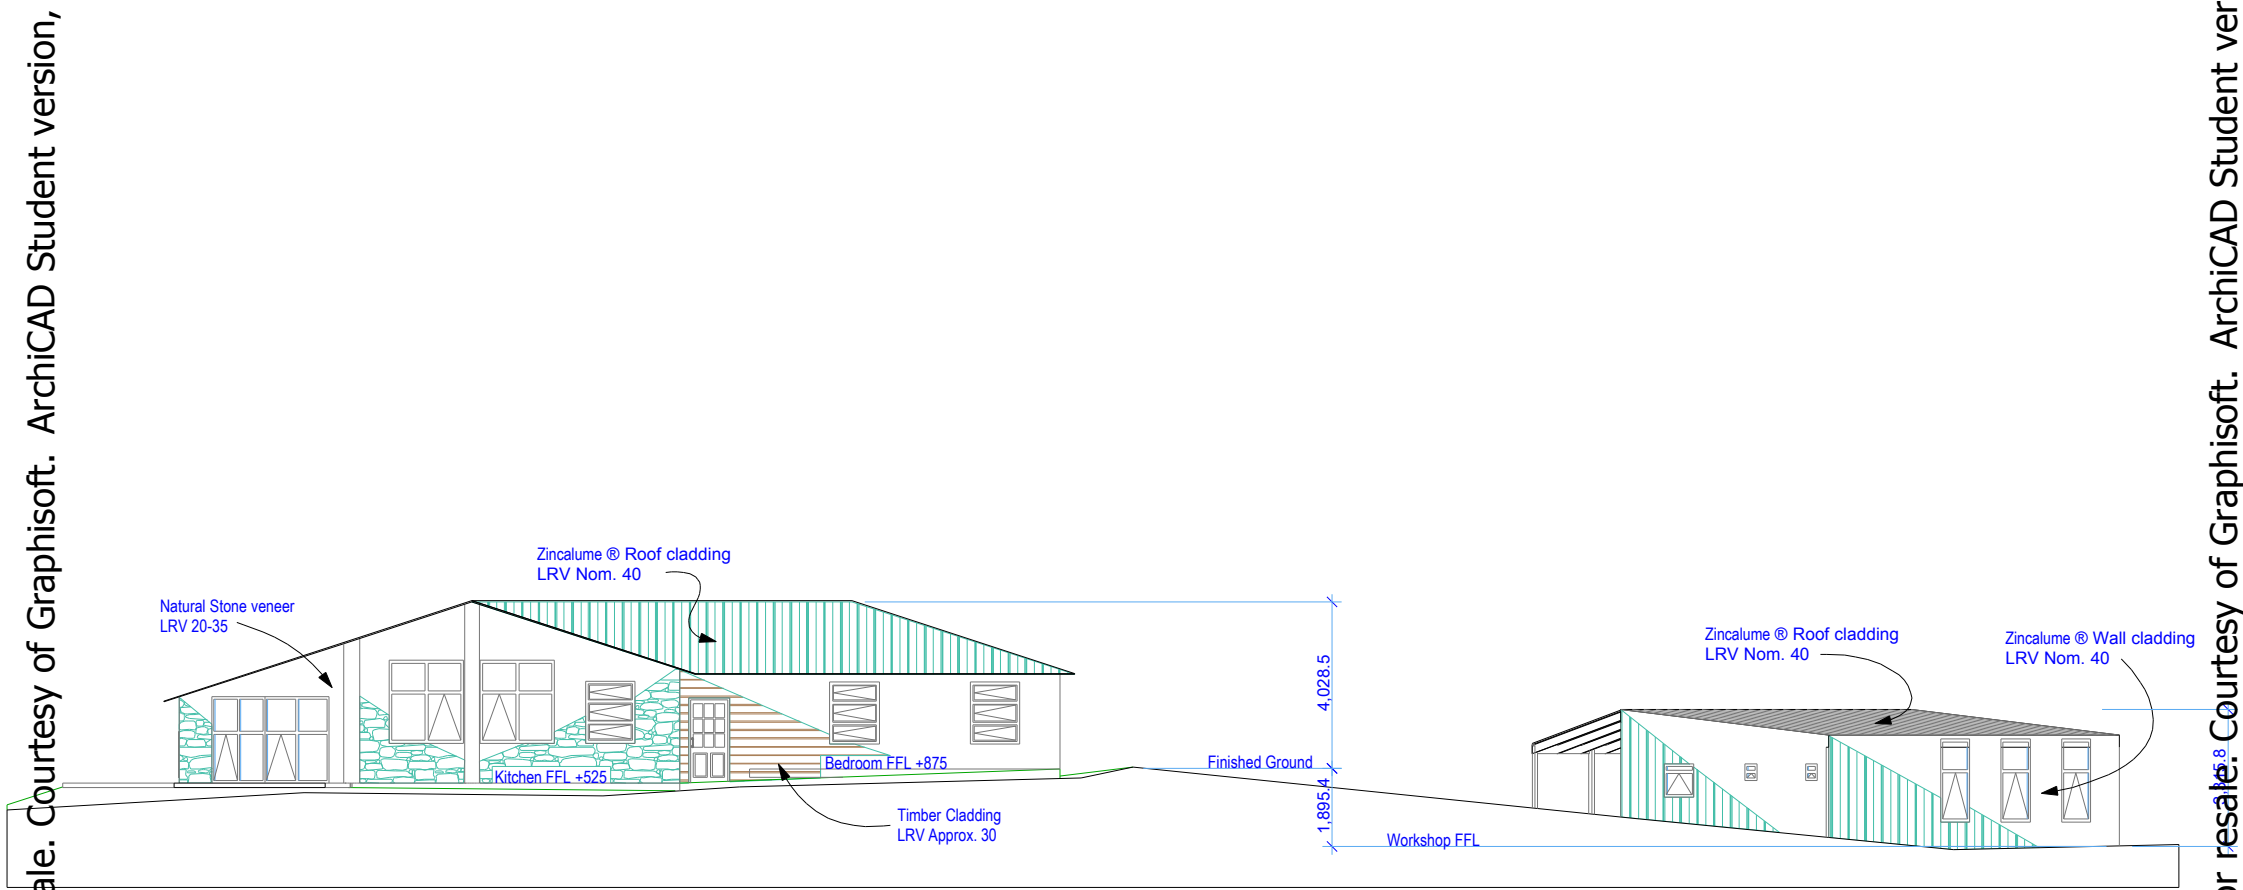 ale. Courtesy of Graphisoft. ArchiCAD Student version,
Zincalume ® Roof cladding
LRV Nom. 40
Natural Stone veneer
LRV 20-35
Kitchen FFL +525
Bedroom FFL +875
Timber Cladding
LRV Approx. 30
Finished Ground
4,028.5
1,895.4
Workshop FFL
Zincalume ® Roof cladding
LRV Nom. 40
Zincalume ® Wall cladding
LRV Nom. 40
or resale. Courtesy of Graphisoft. ArchiCAD Student ver